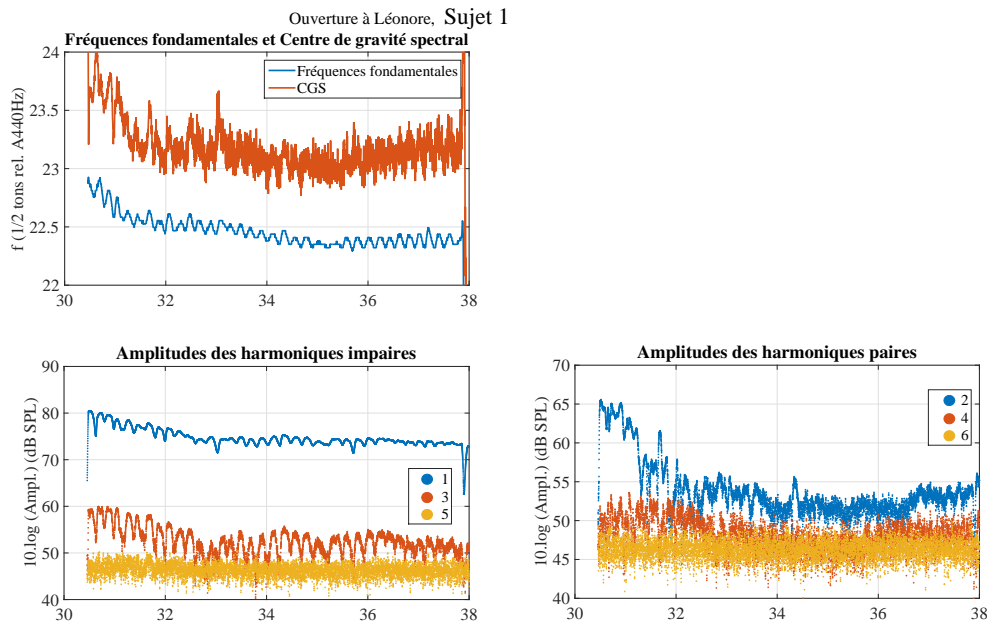 Ouverture à Léonore, Sujet 1
Fréquences fondamentales et Centre de gravité spectral
f (1/2 tons rel. A440Hz)
24
23.5
23
22.5
22
30 32 34 36 38
Fréquences fondamentales
CGS
Amplitudes des harmoniques impaires
10.log (Ampl.) (dB SPL)
90
80
70
60
50
40
30 32 34 36 38
1
3
5
Amplitudes des harmoniques paires
10.log (Ampl.) (dB SPL)
70
65
60
55
50
45
40
30 32 34 36 38
2
4
6